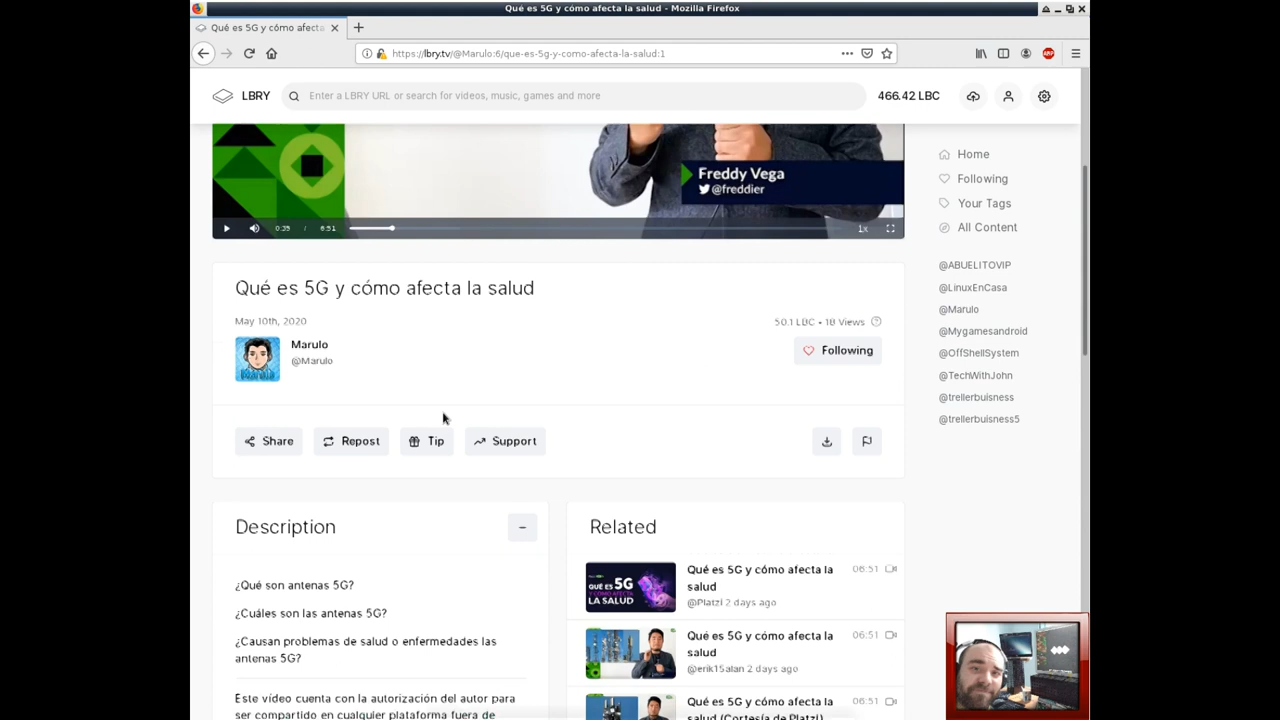 Qué es 5G y cómo afecta la salud - Mozilla Firefox
Qué es 5G y cómo afecta
https://lbry.tv/@Marulo:6/que-es-5g-y-como-afecta-la-salud:1
ABP
LBRY
Enter a LBRY URL or search for videos, music, games and more
466.42 LBC
Freddy Vega
@freddier
0:39 / 6:51
1x
Home
Following
Your Tags
All Content
@ABUELITOVIP
@LinuxEnCasa
@Marulo
@Mygamesandroid
@OffShellSystem
@TechWithJohn
@trellerbuisness
@trellerbuisness5
Qué es 5G y cómo afecta la salud
May 10th, 2020
50.1 LBC • 18 Views
Marulo
@Marulo
Following
Share
Repost
Tip
Support
Description
¿Qué son antenas 5G?
¿Cuáles son las antenas 5G?
¿Causan problemas de salud o enfermedades las
antenas 5G?
Este vídeo cuenta con la autorización del autor para
ser compartido en cualquier plataforma fuera de
Related
QUÉ ES 5G
Y CÓMO AFECTA
LA SALUD
Qué es 5G y cómo afecta la
salud
06:51
@Platzi 2 days ago
Qué es 5G y cómo afecta la
salud
06:51
@erik15alan 2 days ago
Qué es 5G y cómo afecta la
salud (Cortesía de Platzi)
06:51